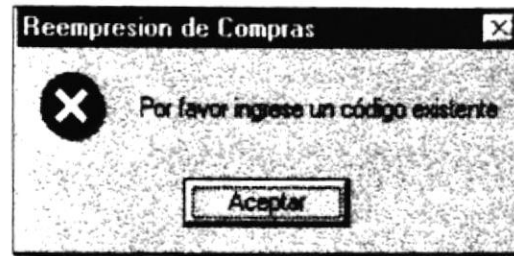 Reempresion de Compras
Por favor ingrese un código existente
Aceptar